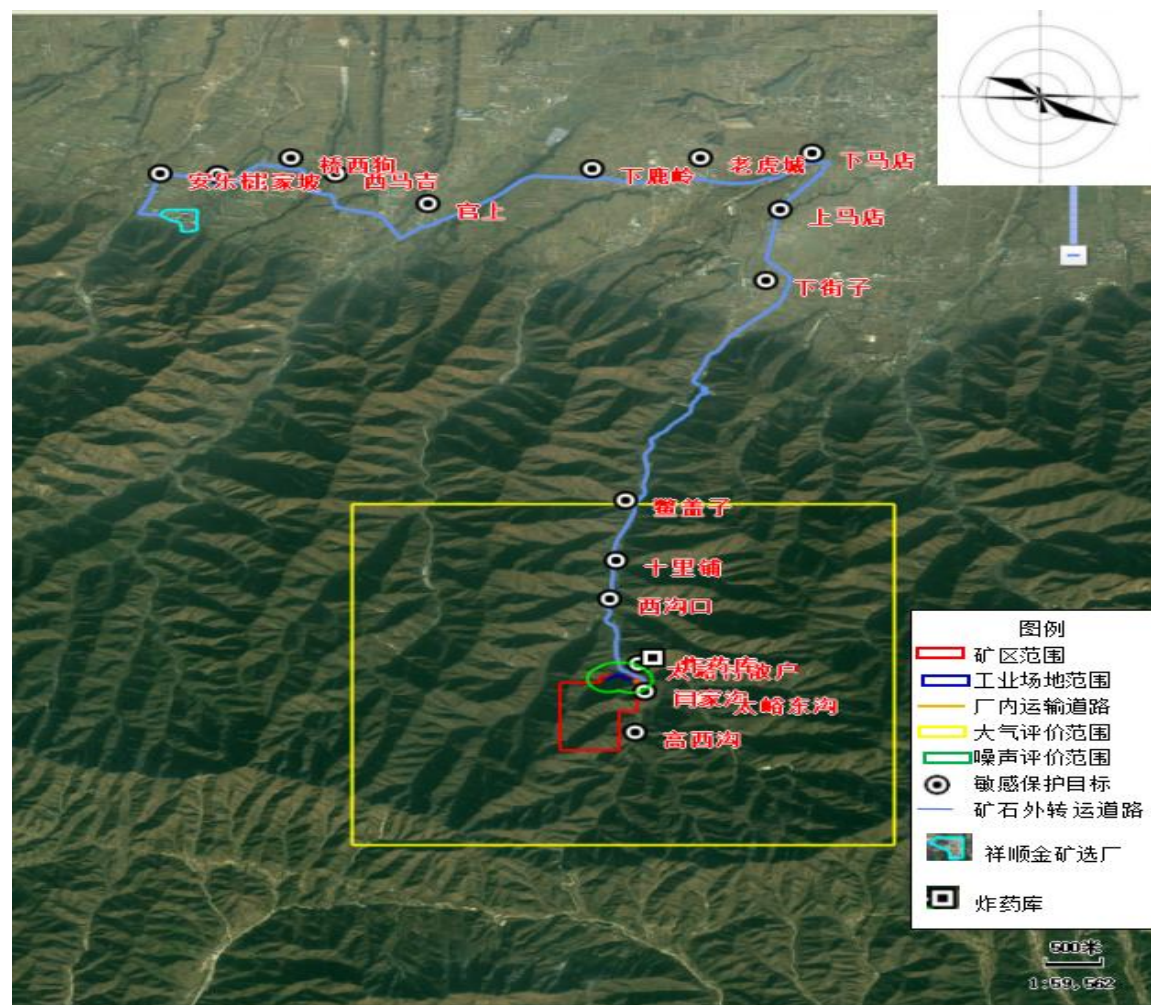 桥西狗
安乐
家坡
西马吉
官上
下鹿岭
老虎城
下马店
上马店
下街子
鳖盖子
十里铺
西沟口
炸药库
闫家沟
太峪东沟
高西沟
图例
矿区范围
工业场地范围
厂内运输道路
大气评价范围
噪声评价范围
敏感保护目标
矿石外转运道路
祥顺金矿选厂
炸药库
500米
1:59,562